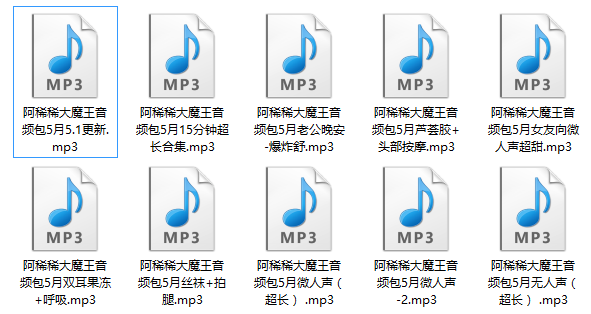 MP3 MP3 MP3 MP3 MP3
阿稀稀大魔王音 阿稀稀大魔王音 阿稀稀大魔王音 阿稀稀大魔王音 阿稀稀大魔王音
频包5月5.1更新. 频包5月15分钟超 频包5月老公晚安 频包5月芦荟胶+ 频包5月女友向微
mp3 长合集.mp3 -爆炸舒.mp3 头部按摩.mp3 人声超甜.mp3
MP3 MP3 MP3 MP3 MP3
阿稀稀大魔王音 阿稀稀大魔王音 阿稀稀大魔王音 阿稀稀大魔王音 阿稀稀大魔王音
频包5月双耳果冻 频包5月丝袜+拍 频包5月微人声（ 频包5月微人声 频包5月无人声（
+呼吸.mp3 腿.mp3 超长） .mp3 -2.mp3 超长） .mp3